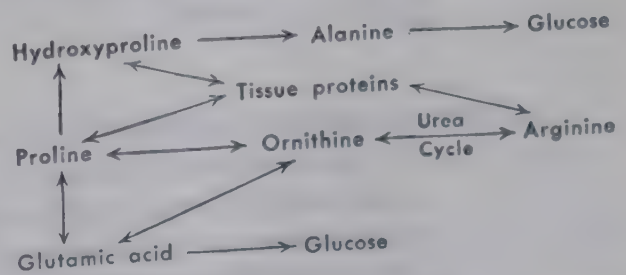 Hydroxyproline Alanine Glucose
Tissue proteins
Proline Ornithine Urea Cycle Arginine
Glutamic acid Glucose